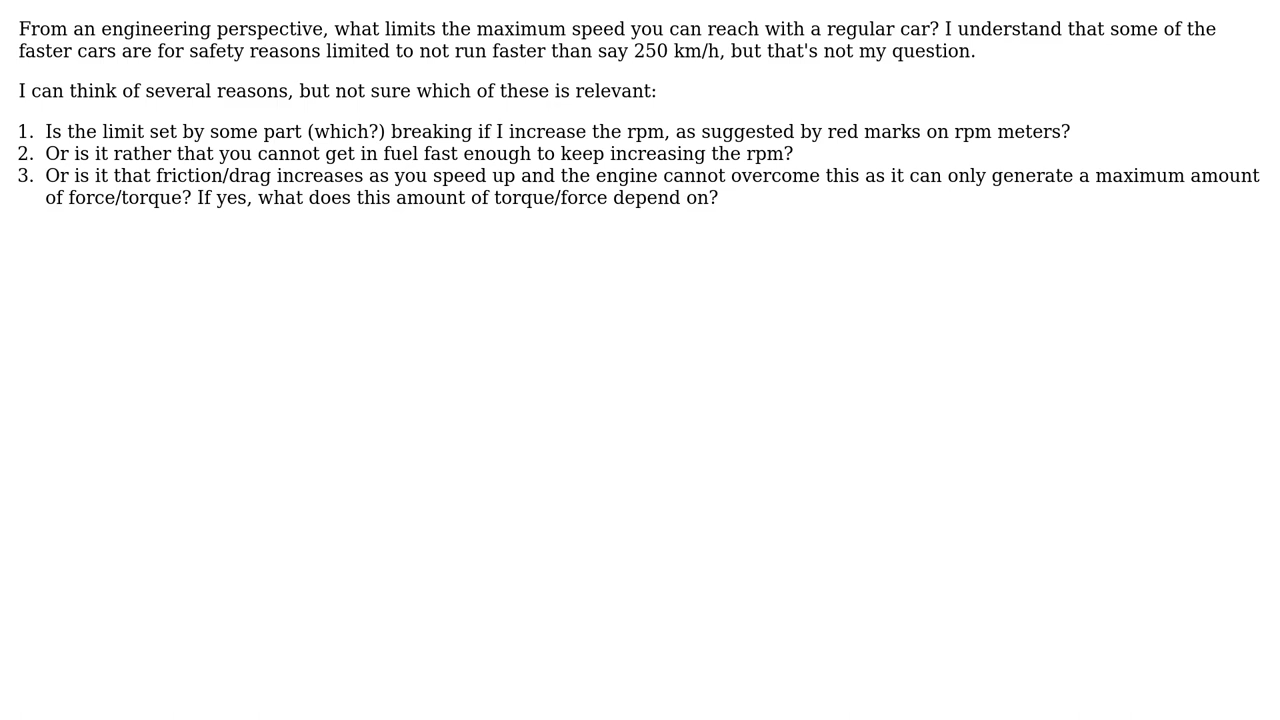 From an engineering perspective, what limits the maximum speed you can reach with a regular car? I understand that some of the
faster cars are for safety reasons limited to not run faster than say 250 km/h, but that's not my question.
I can think of several reasons, but not sure which of these is relevant:
1. Is the limit set by some part (which?) breaking if I increase the rpm, as suggested by red marks on rpm meters?
2. Or is it rather that you cannot get in fuel fast enough to keep increasing the rpm?
3. Or is it that friction/drag increases as you speed up and the engine cannot overcome this as it can only generate a maximum amount
of force/torque? If yes, what does this amount of torque/force depend on?